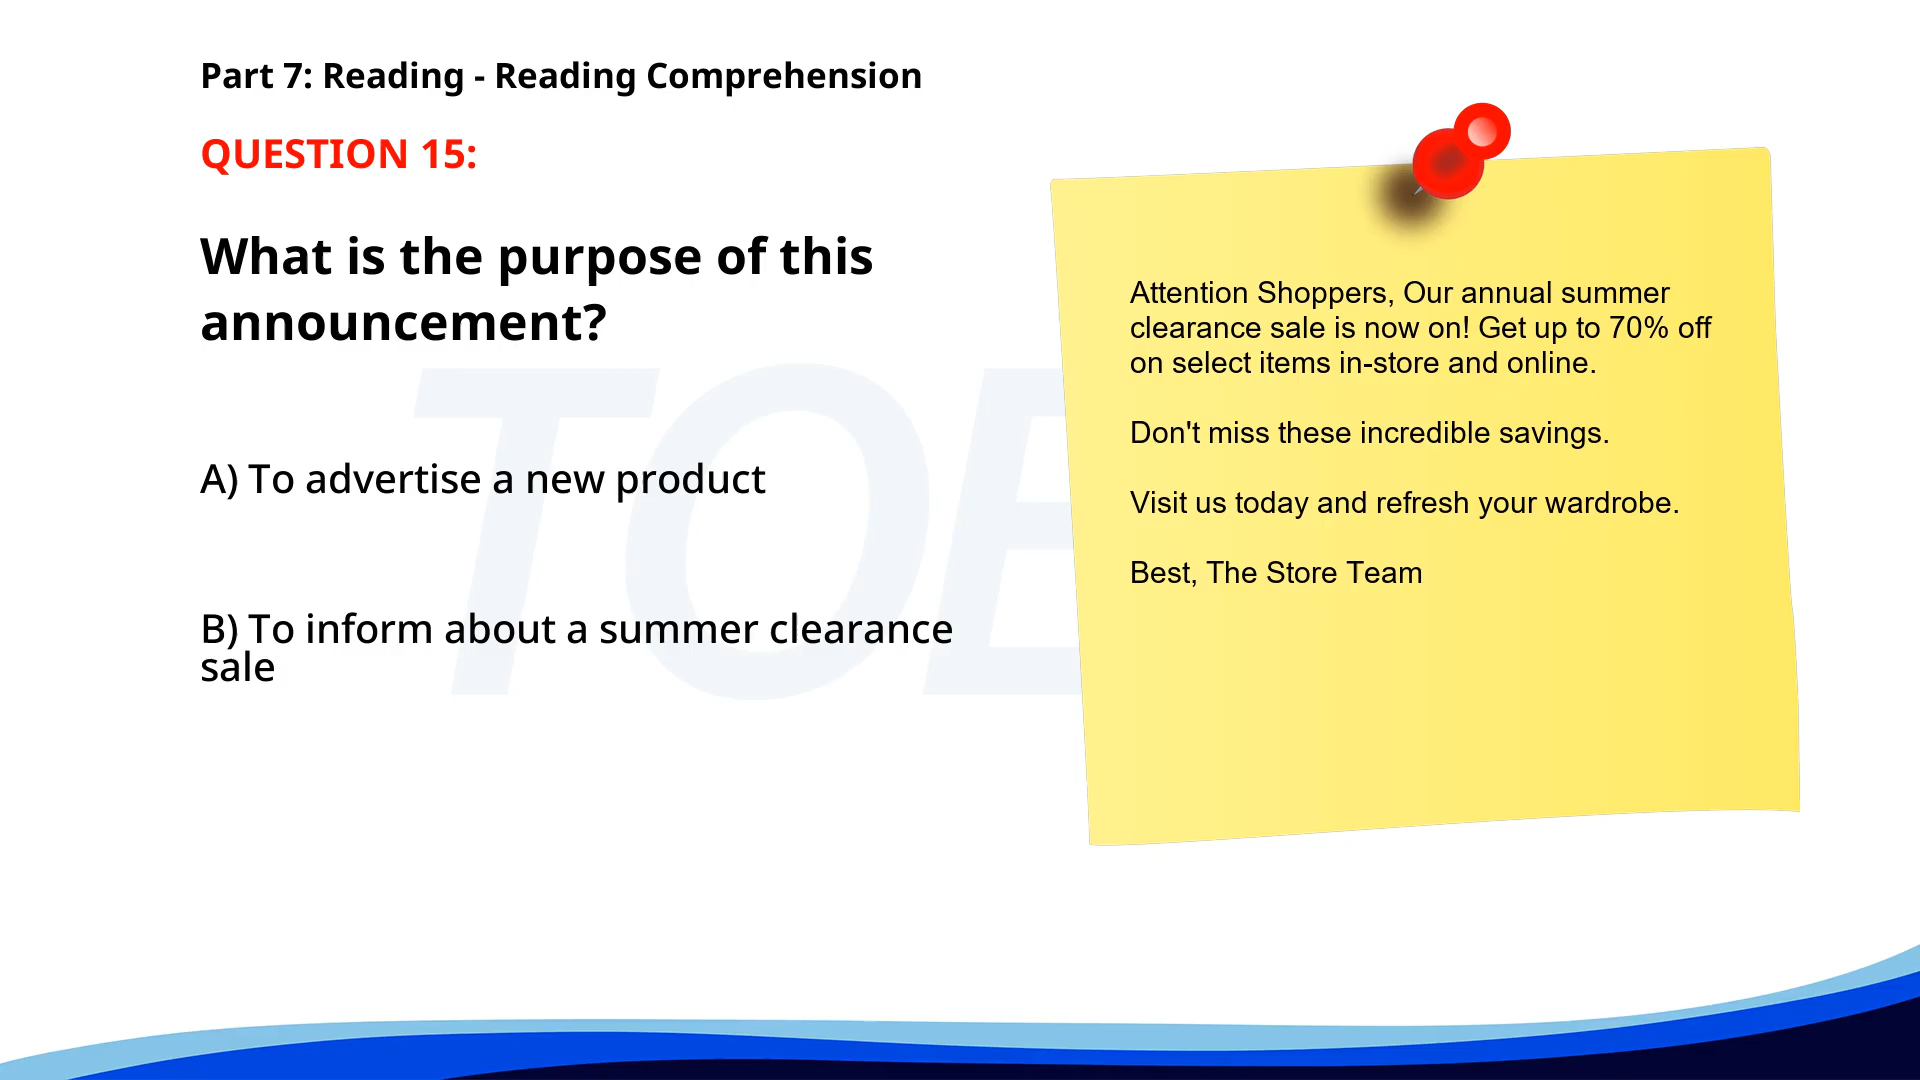 Part 7: Reading - Reading Comprehension
QUESTION 15:
What is the purpose of this
announcement?
A) To advertise a new product
B) To inform about a summer clearance
sale
Attention Shoppers, Our annual summer
clearance sale is now on! Get up to 70% off
on select items in-store and online.
Don't miss these incredible savings.
Visit us today and refresh your wardrobe.
Best, The Store Team